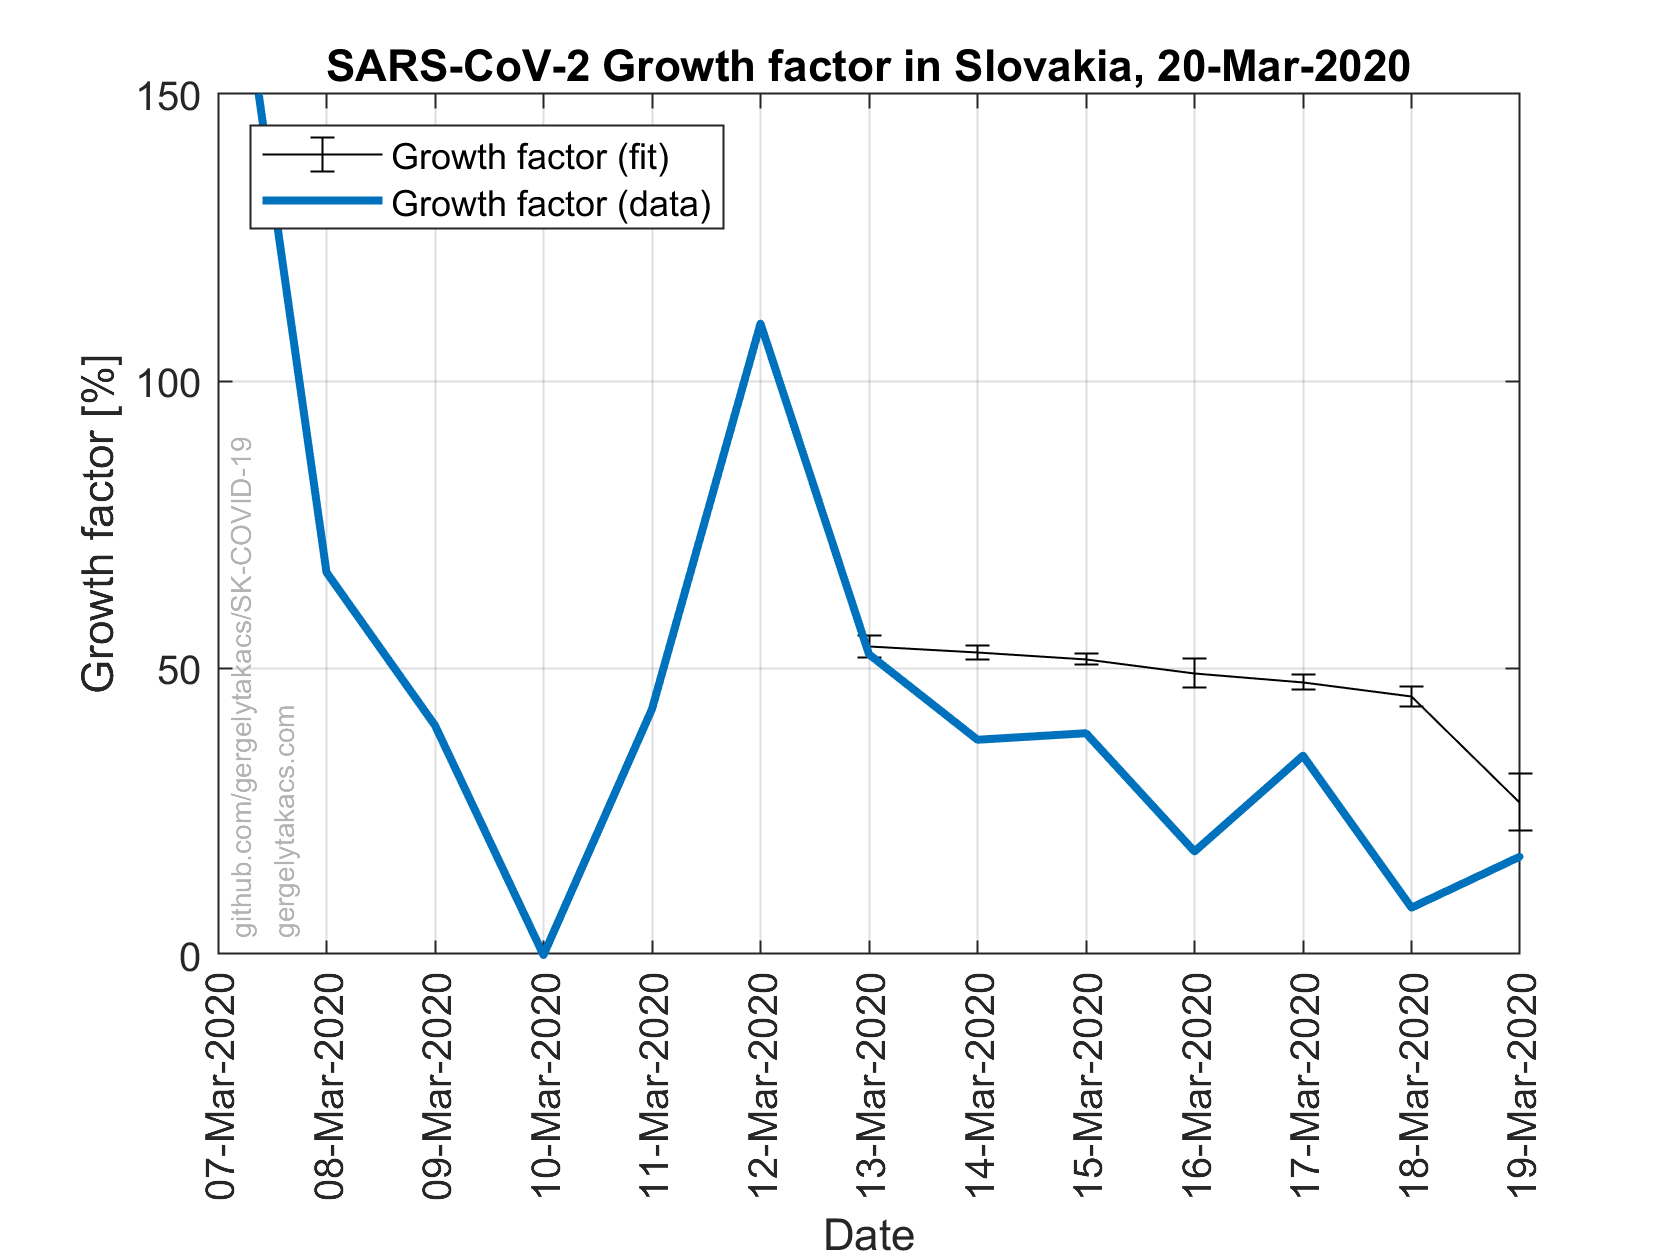 SARS-CoV-2 Growth factor in Slovakia, 20-Mar-2020
150
100
50
0
Growth factor [%]
Growth factor (fit)
Growth factor (data)
github.com/gergelytakacs/SK-COVID-19
gergelytakacs.com
07-Mar-2020
08-Mar-2020
09-Mar-2020
10-Mar-2020
11-Mar-2020
12-Mar-2020
13-Mar-2020
14-Mar-2020
15-Mar-2020
16-Mar-2020
17-Mar-2020
18-Mar-2020
19-Mar-2020
Date